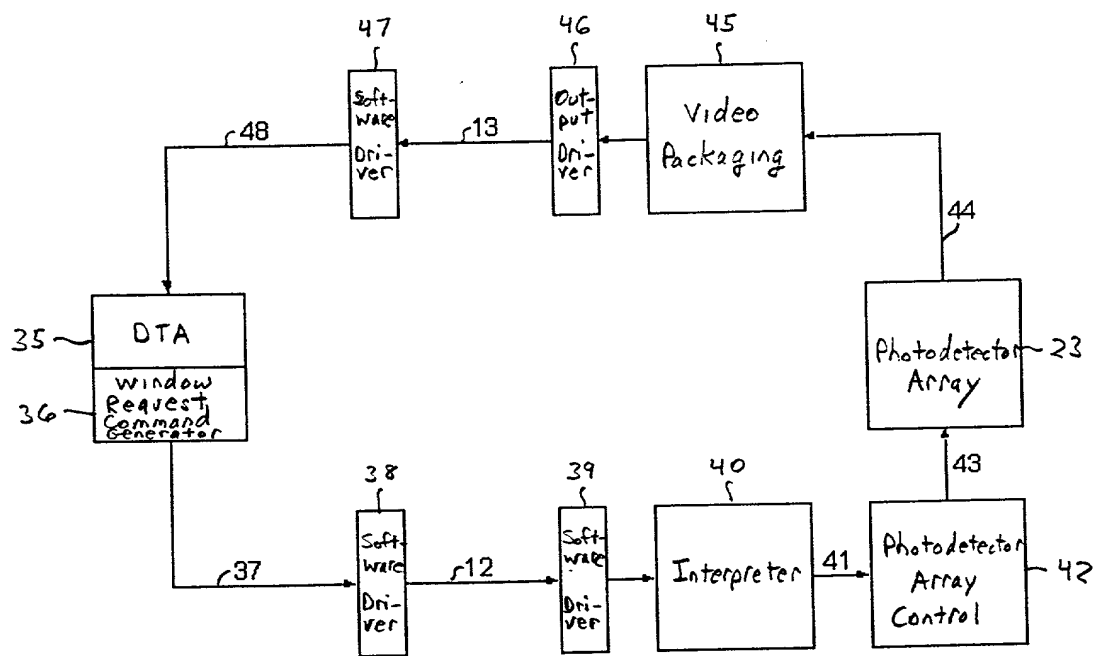 47
46
45
Soft-
ware
Dri-
ver
Out-
put
Driver
Video
Packaging
48
13
44
35
DTA
36
Window
Request
Command
Generator
Photodetector
Array
23
43
38
39
40
37
Soft-
ware
Dri-
ver
12
Soft-
ware
Dri-
ver
Interpreter
41
Photodetector
Array
Control
42